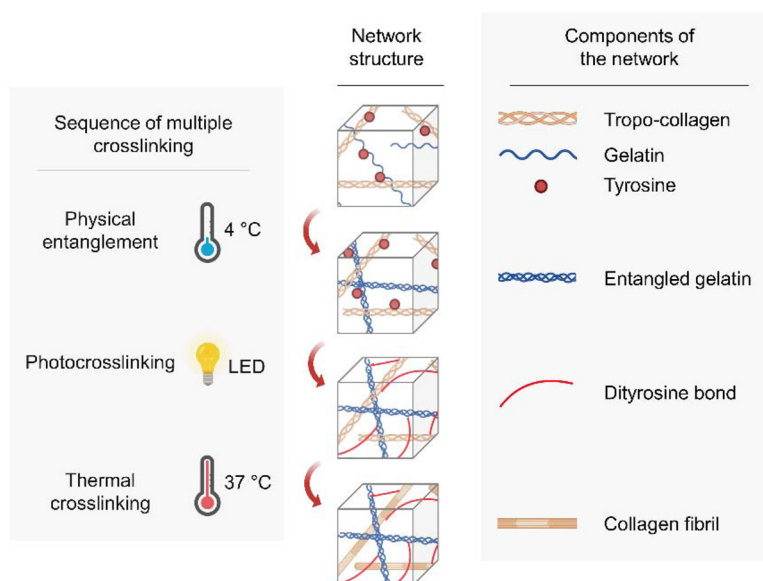 Network
structure
Components of
the network
Sequence of multiple
crosslinking
Tropo-collagen
Gelatin
Tyrosine
Physical
entanglement
4 °C
Entangled gelatin
Photocrosslinking
LED
Dityrosine bond
Thermal
crosslinking
37 °C
Collagen fibril